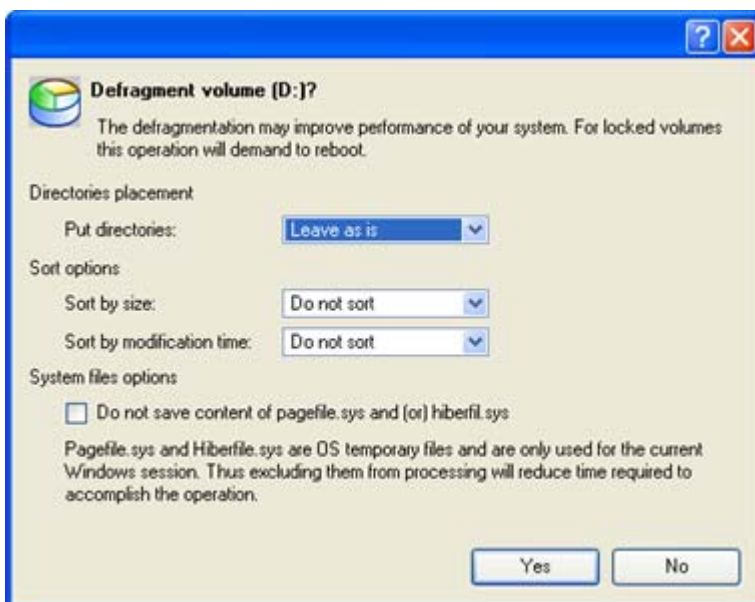 ?
Defragment volume (D:)?
The defragmentation may improve performance of your system. For locked volumes
this operation will demand to reboot.
Directories placement
Put directories: Leave as is
Sort options
Sort by size: Do not sort
Sort by modification time: Do not sort
System files options
Do not save content of pagefile.sys and (or) hiberfil.sys
Pagefile.sys and Hiberfile.sys are OS temporary files and are only used for the current
Windows session. Thus excluding them from processing will reduce time required to
accomplish the operation.
Yes No